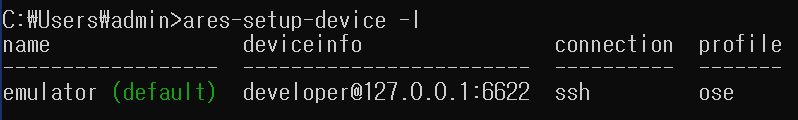 C:₩Users₩admin>ares-setup-device -l
name deviceinfo connection profile
------------------ -------------------------- ---------- -------
emulator (default) developer@127.0.0.1:6622 ssh ose